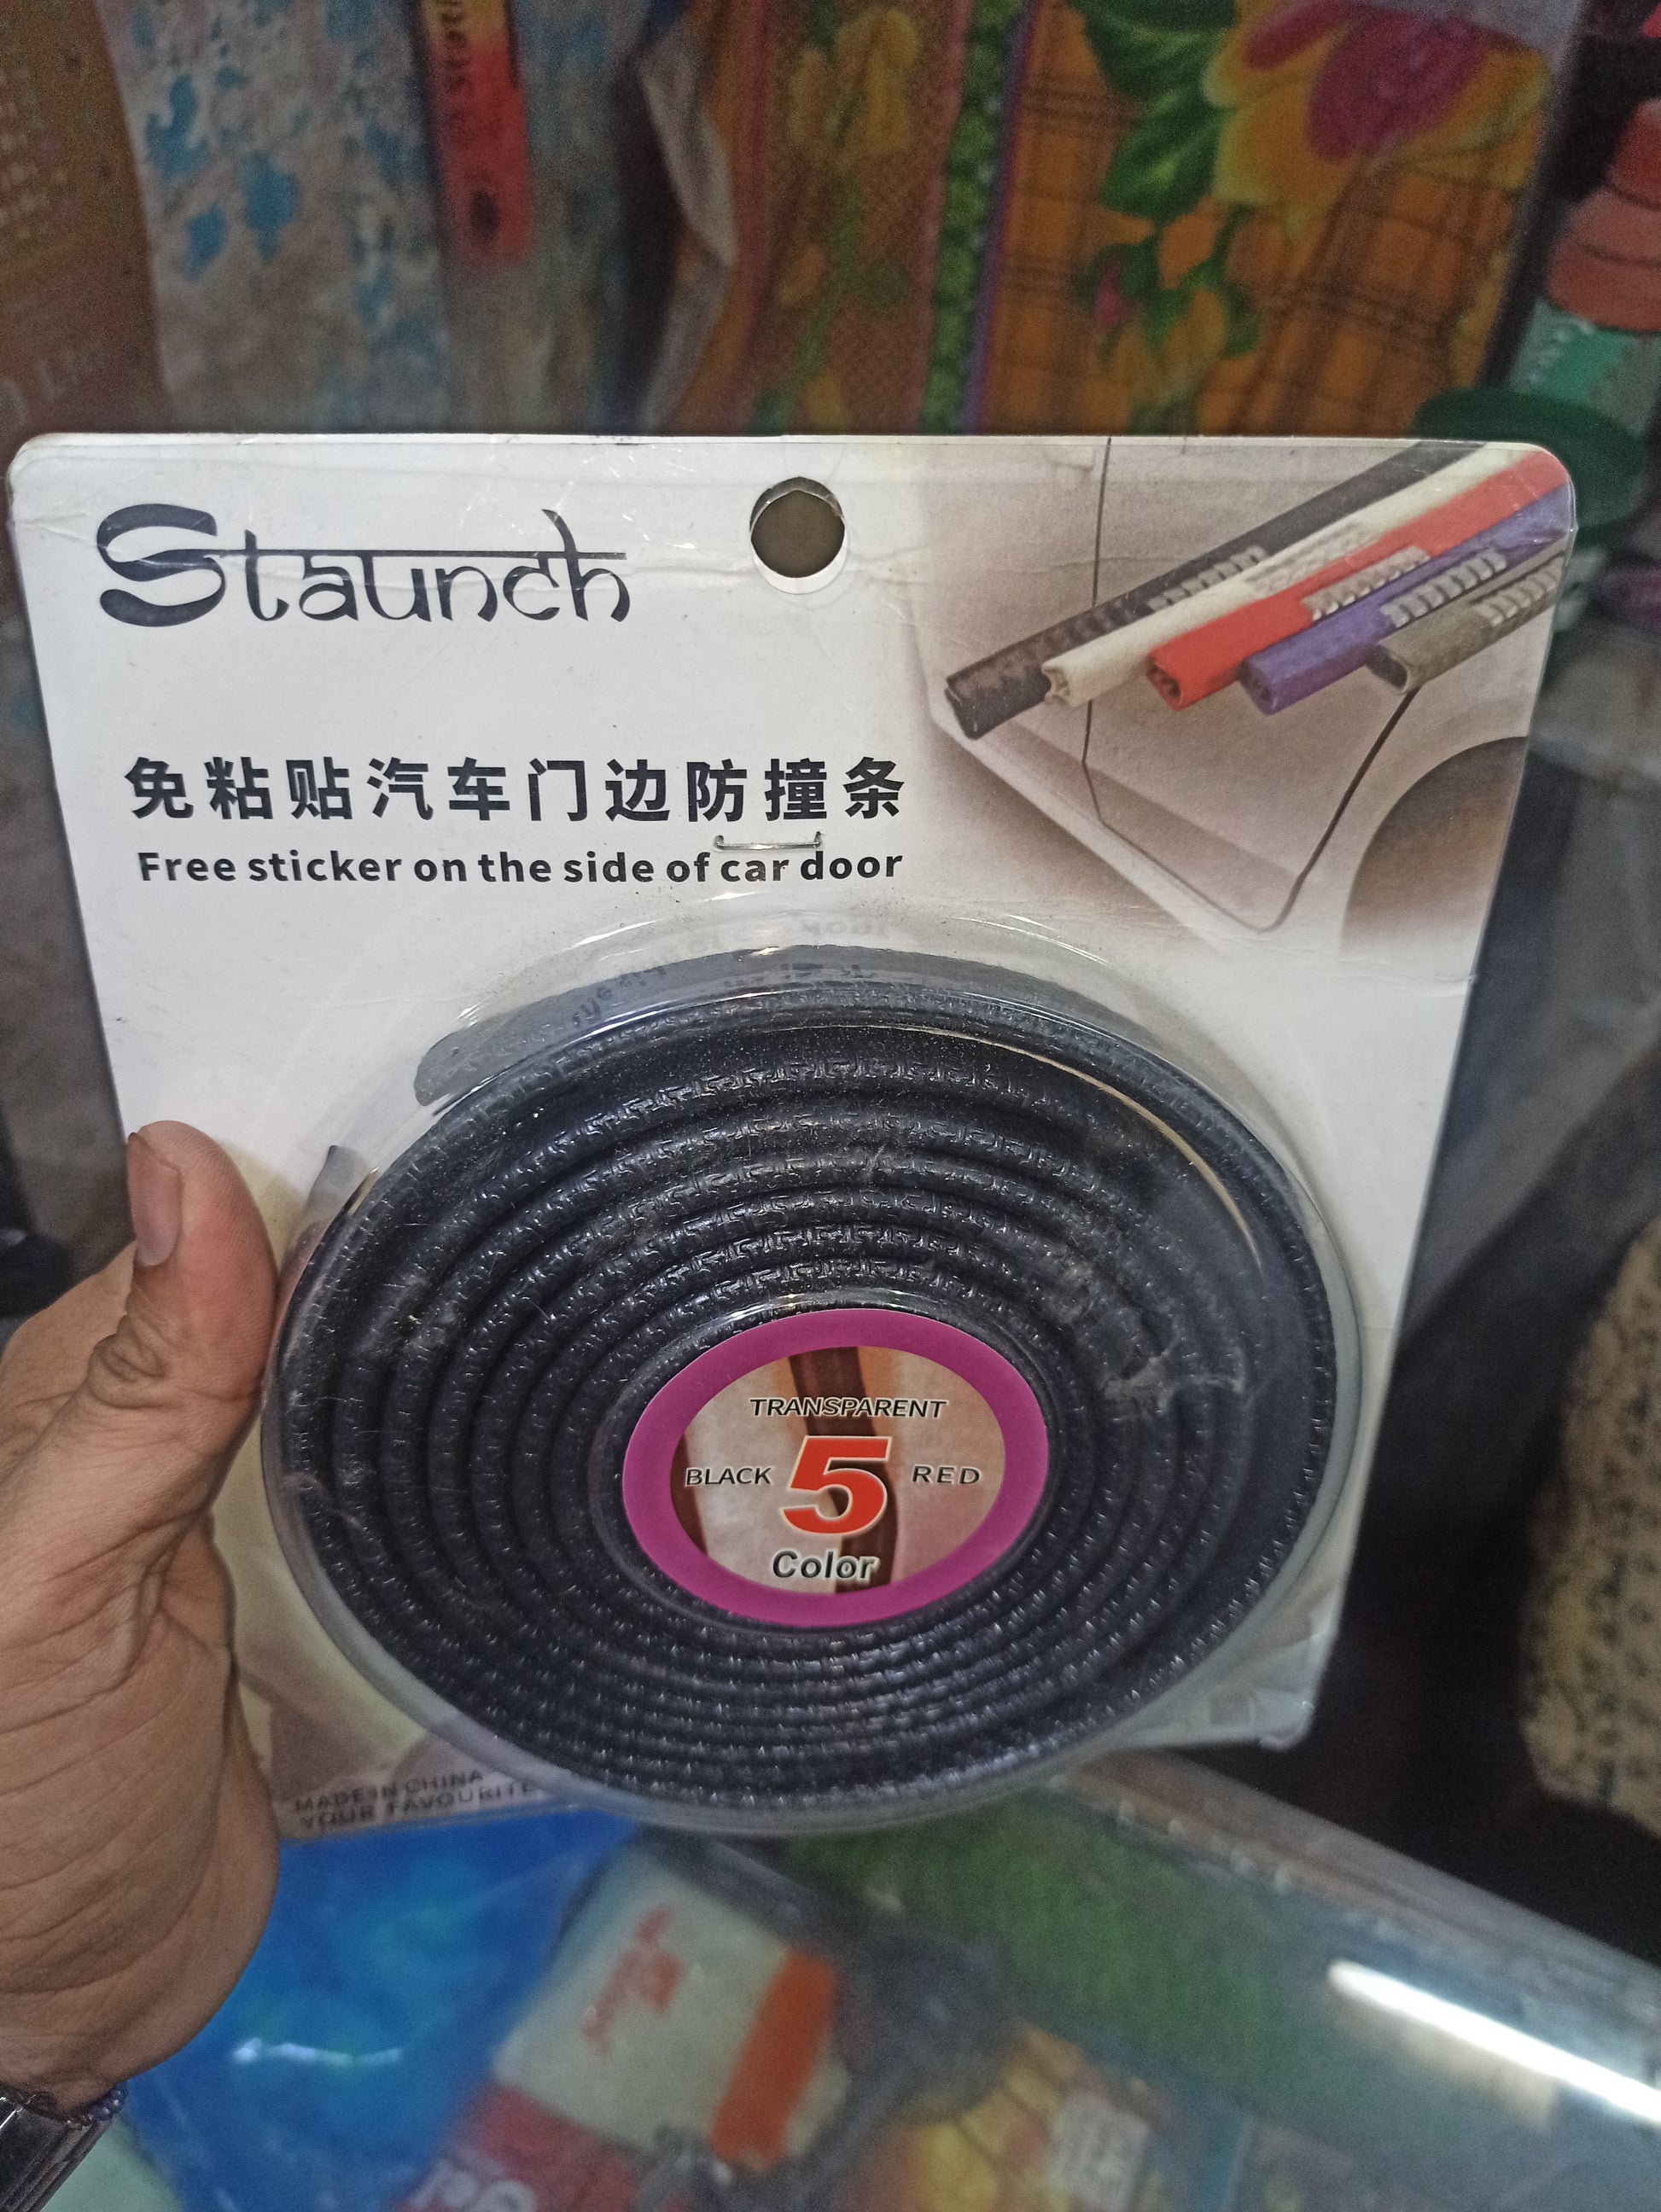 Staunch
免粘贴汽车门边防撞条
Free sticker on the side of car door
TRANSPARENT
BLACK 5 RED
Color
MADE IN CHINA
YOUR FAVOURITE